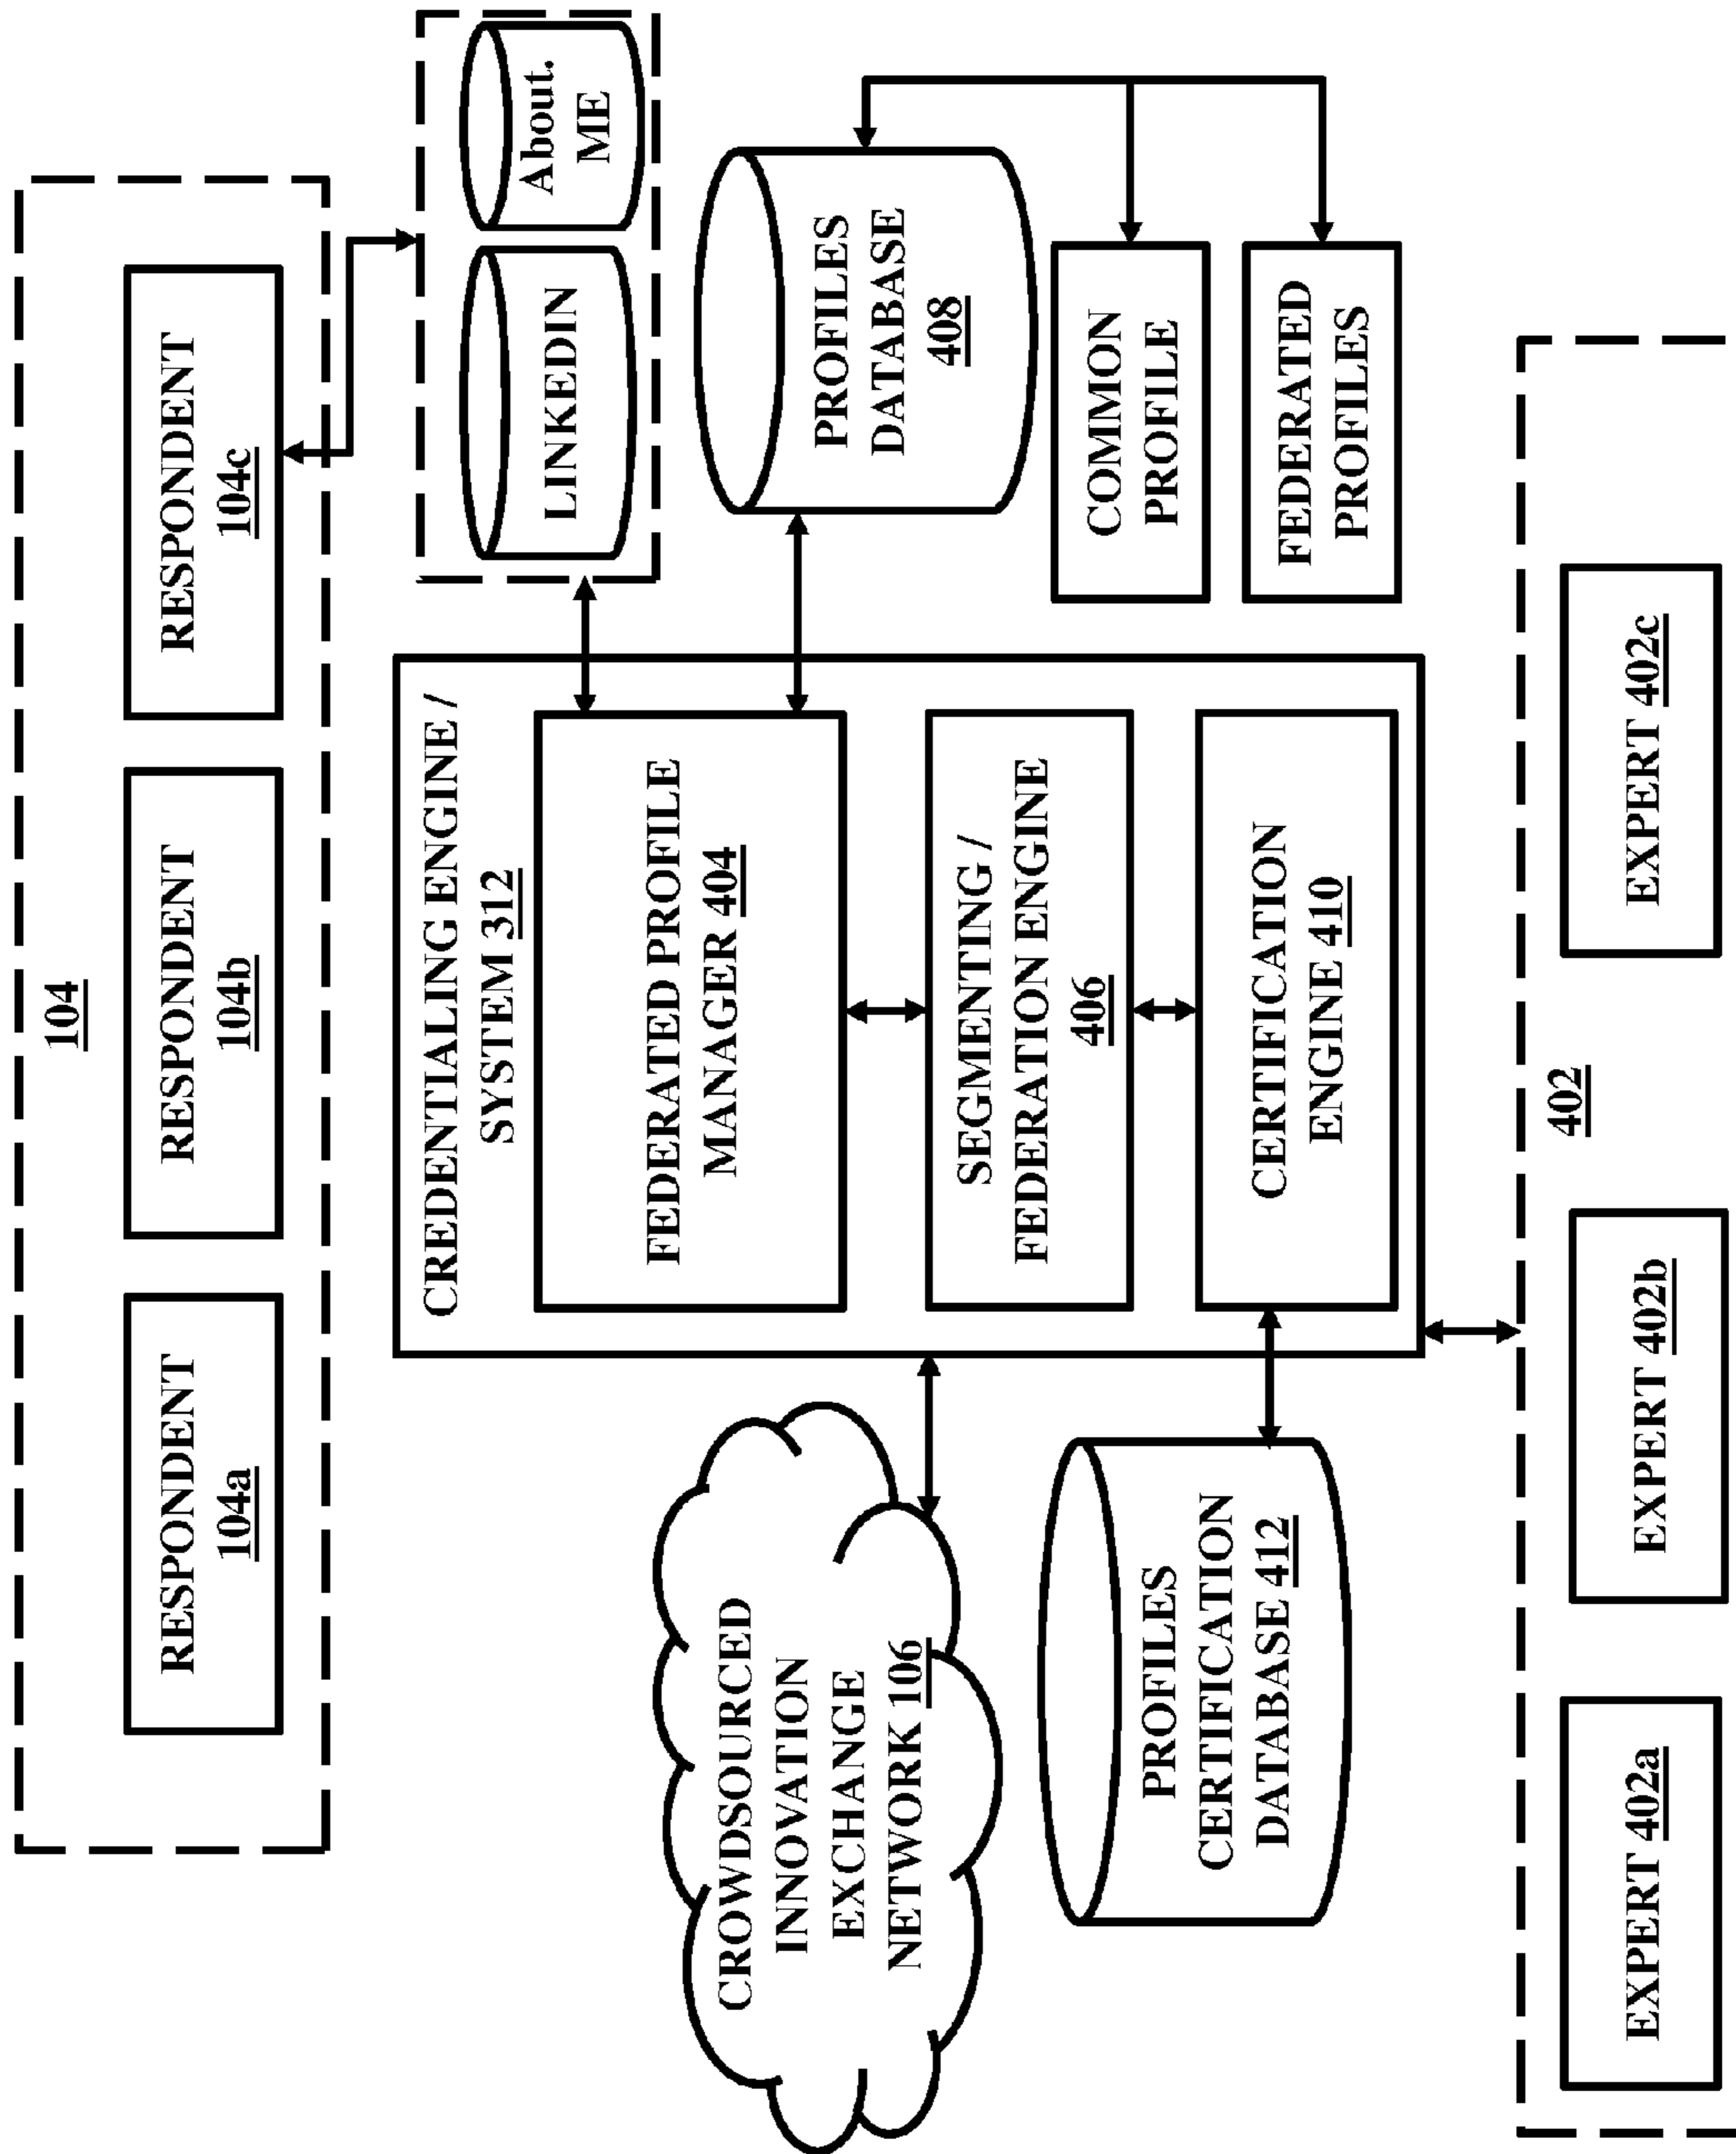 104
RESPONDENT
104a
RESPONDENT
104b
RESPONDENT
104c
CREDENTIALING ENGINE /
SYSTEM 312
FEDERATED PROFILE
MANAGER 404
SEGMENTING /
FEDERATION ENGINE
406
CERTIFICATION
ENGINE 410
CROWDSOURCED
INNOVATION
EXCHANGE
NETWORK 106
PROFILES
CERTIFICATION
DATABASE 412
LINKEDIN
About.
ME
PROFILES
DATABASE
408
COMMON
PROFILE
FEDERATED
PROFILES
402
EXPERT 402a
EXPERT 402b
EXPERT 402c